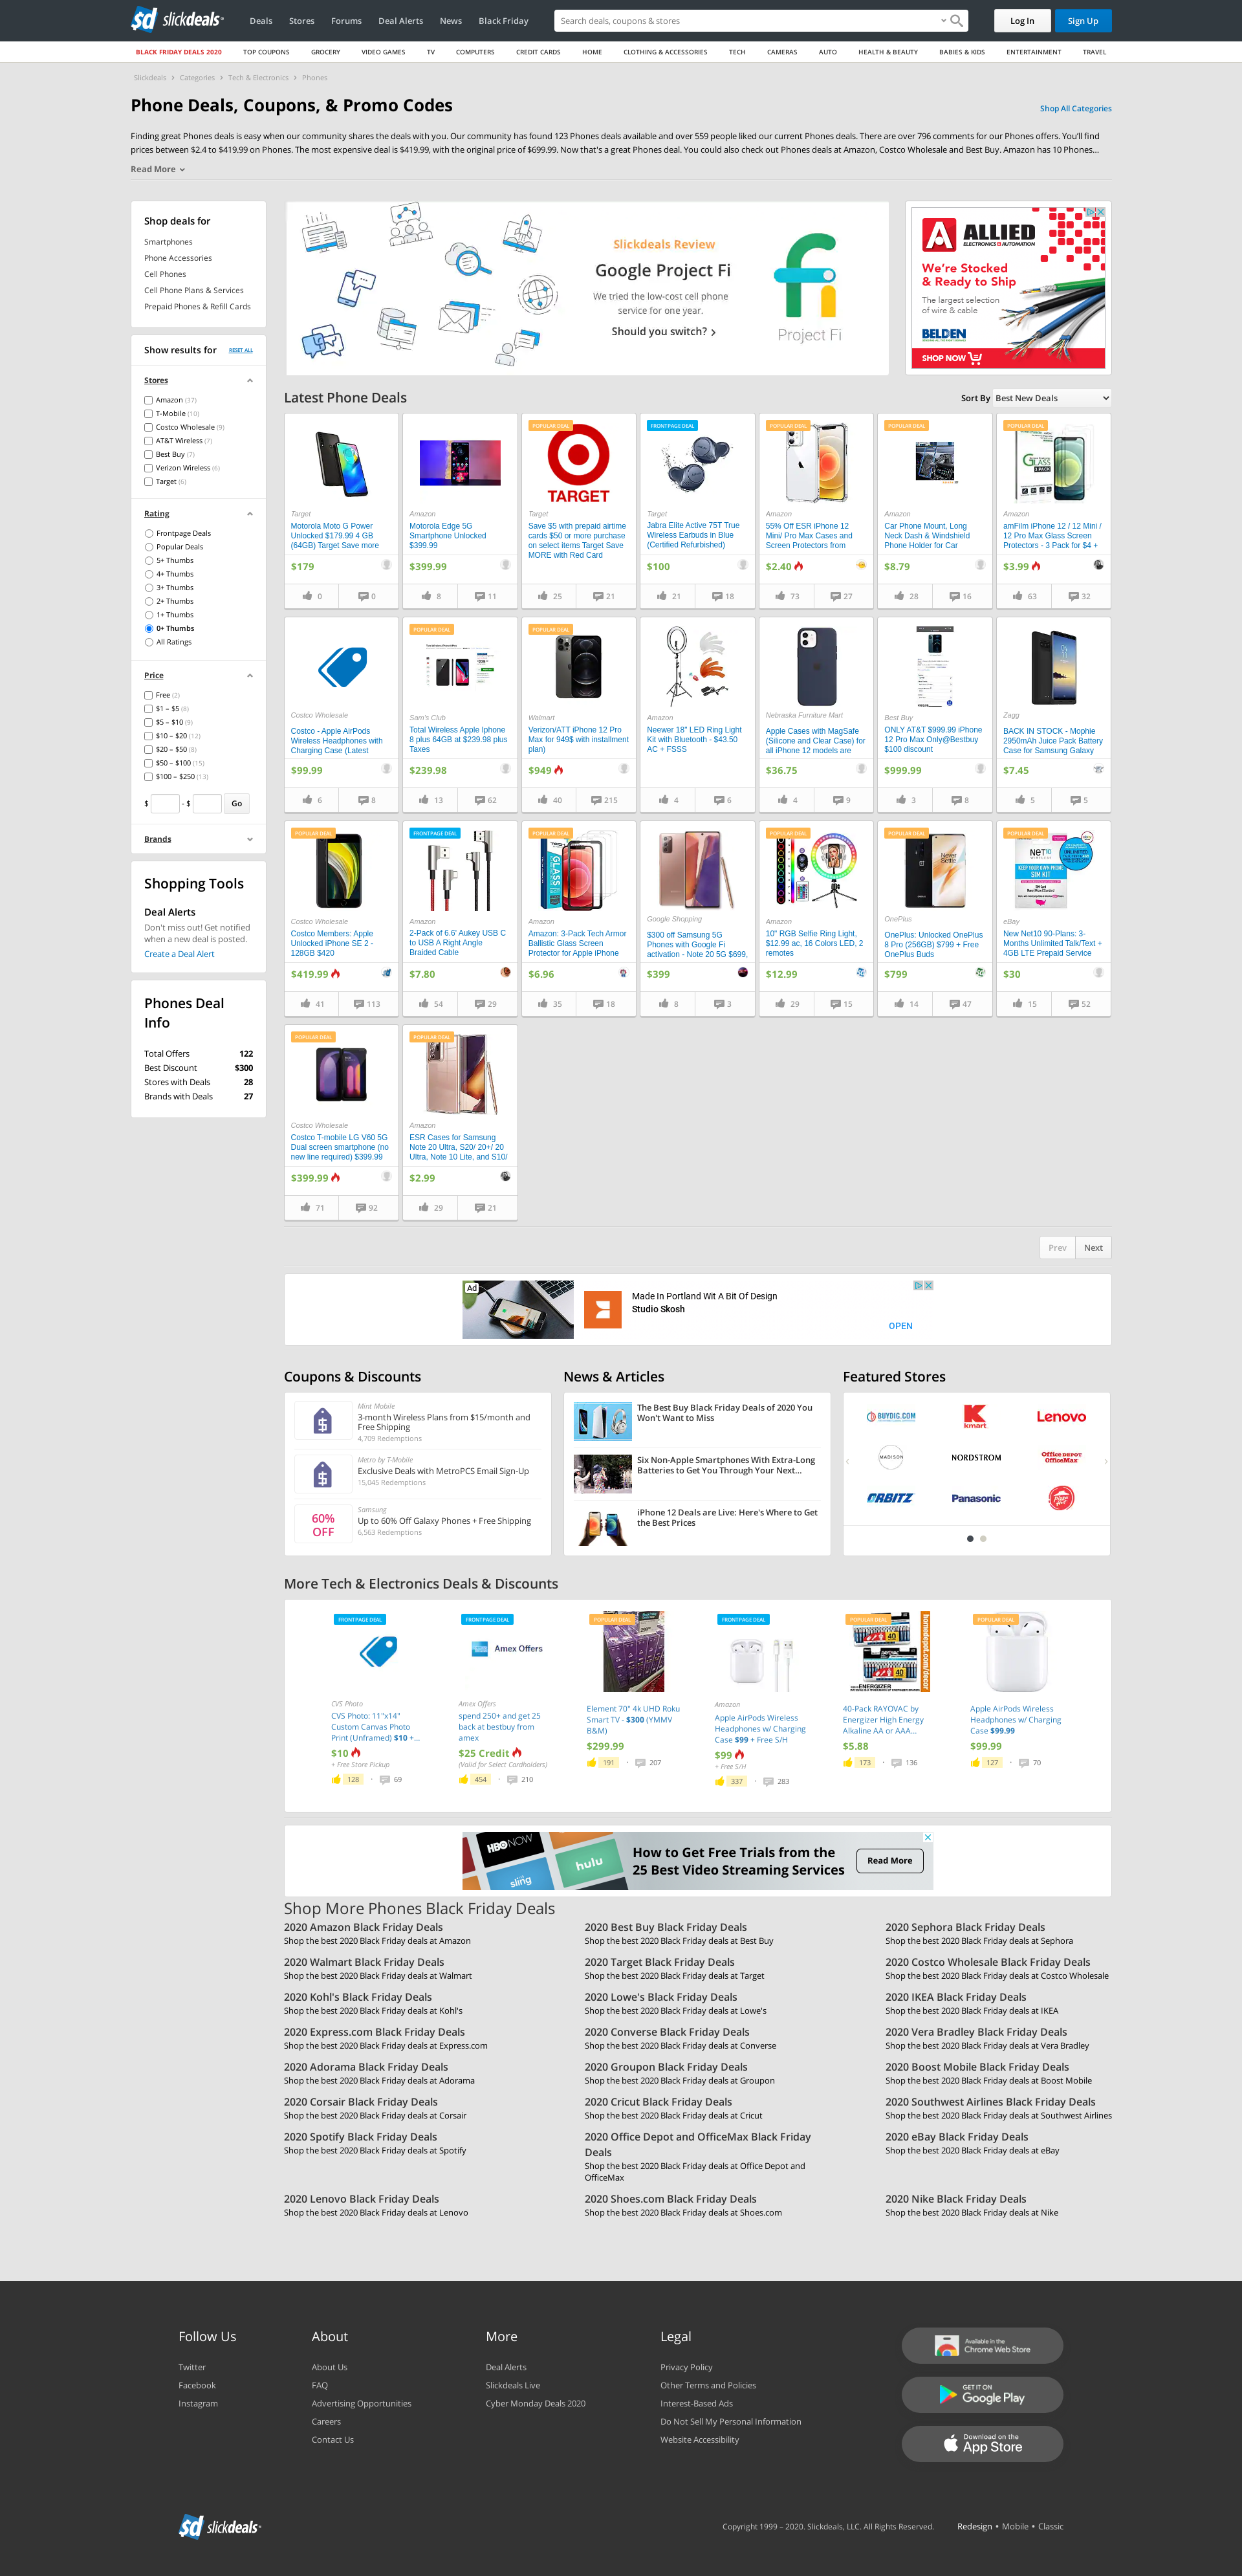 slickdeals
Deals
Stores
Forums
Deal Alerts
News
Black Friday
Search deals, coupons & stores
Log In
Sign Up
BLACK FRIDAY DEALS 2020
TOP COUPONS
GROCERY
VIDEO GAMES
TV
COMPUTERS
CREDIT CARDS
HOME
CLOTHING & ACCESSORIES
TECH
CAMERAS
AUTO
HEALTH & BEAUTY
BABIES & KIDS
ENTERTAINMENT
TRAVEL
Slickdeals › Categories › Tech & Electronics › Phones
Phone Deals, Coupons, & Promo Codes
Shop All Categories
Finding great Phones deals is easy when our community shares the deals with you. Our community has found 123 Phones deals available and over 559 people liked our current Phones deals. There are over 796 comments for our Phones offers. You'll find
prices between $2.4 to $419.99 on Phones. The most expensive deal is $419.99, with the original price of $699.99. Now that's a great Phones deal. You could also check out Phones deals at Amazon, Costco Wholesale and Best Buy. Amazon has 10 Phones...
Read More
Shop deals for
Smartphones
Phone Accessories
Cell Phones
Cell Phone Plans & Services
Prepaid Phones & Refill Cards
Show results for
RESET ALL
Stores
Amazon (37)
T-Mobile (10)
Costco Wholesale (9)
AT&T Wireless (7)
Best Buy (7)
Verizon Wireless (6)
Target (6)
Rating
Frontpage Deals
Popular Deals
5+ Thumbs
4+ Thumbs
3+ Thumbs
2+ Thumbs
1+ Thumbs
0+ Thumbs
All Ratings
Price
Free (2)
$1 – $5 (8)
$5 – $10 (9)
$10 – $20 (12)
$20 – $50 (8)
$50 – $100 (15)
$100 – $250 (13)
$ - $ Go
Brands
Shopping Tools
Deal Alerts
Don't miss out! Get notified
when a new deal is posted.
Create a Deal Alert
Phones Deal
Info
Total Offers 122
Best Discount $300
Stores with Deals 28
Brands with Deals 27
Slickdeals Review
Google Project Fi
We tried the low-cost cell phone
service for one year.
Should you switch? ›
Project Fi
ALLIED
ELECTRONICS & AUTOMATION
We're Stocked
& Ready to Ship
The largest selection
of wire & cable
BELDEN
SHOP NOW
Latest Phone Deals
Sort By Best New Deals
Target
Motorola Moto G Power
Unlocked $179.99 4 GB
(64GB) Target Save more
$179
0 0
Amazon
Motorola Edge 5G
Smartphone Unlocked
$399.99
$399.99
8 11
POPULAR DEAL
TARGET
Target
Save $5 with prepaid airtime
cards $50 or more purchase
on select items Target Save
MORE with Red Card
25 21
FRONTPAGE DEAL
Target
Jabra Elite Active 75T True
Wireless Earbuds in Blue
(Certified Refurbished)
$100
21 18
POPULAR DEAL
Amazon
55% Off ESR iPhone 12
Mini/ Pro Max Cases and
Screen Protectors from
$2.40
73 27
POPULAR DEAL
Amazon
Car Phone Mount, Long
Neck Dash & Windshield
Phone Holder for Car
$8.79
28 16
POPULAR DEAL
GLASS
Amazon
amFilm iPhone 12 / 12 Mini /
12 Pro Max Glass Screen
Protectors - 3 Pack for $4 +
$3.99
63 32
Costco Wholesale
Costco - Apple AirPods
Wireless Headphones with
Charging Case (Latest
$99.99
6 8
POPULAR DEAL
Sam's Club
Total Wireless Apple Iphone
8 plus 64GB at $239.98 plus
Taxes
$239.98
13 62
POPULAR DEAL
Walmart
Verizon/ATT iPhone 12 Pro
Max for 949$ with installment
plan)
$949
40 215
Amazon
Neewer 18" LED Ring Light
Kit with Bluetooth - $43.50
AC + FSSS
4 6
Nebraska Furniture Mart
Apple Cases with MagSafe
(Silicone and Clear Case) for
all iPhone 12 models are
$36.75
4 9
Best Buy
ONLY AT&T $999.99 iPhone
12 Pro Max Only@Bestbuy
$100 discount
$999.99
3 8
Zagg
BACK IN STOCK - Mophie
2950mAh Juice Pack Battery
Case for Samsung Galaxy
$7.45
5 5
POPULAR DEAL
Costco Wholesale
Costco Members: Apple
Unlocked iPhone SE 2 -
128GB $420
$419.99
41 113
FRONTPAGE DEAL
Amazon
2-Pack of 6.6' Aukey USB C
to USB A Right Angle
Braided Cable
$7.80
54 29
POPULAR DEAL
GLASS
Amazon
Amazon: 3-Pack Tech Armor
Ballistic Glass Screen
Protector for Apple iPhone
$6.96
35 18
Google Shopping
$300 off Samsung 5G
Phones with Google Fi
activation - Note 20 5G $699,
$399
8 3
POPULAR DEAL
Amazon
10" RGB Selfie Ring Light,
$12.99 ac, 16 Colors LED, 2
remotes
$12.99
29 15
POPULAR DEAL
Never
Settle
OnePlus
OnePlus: Unlocked OnePlus
8 Pro (256GB) $799 + Free
OnePlus Buds
$799
14 47
POPULAR DEAL
NET10
WIRELESS
SIM KIT
eBay
New Net10 90-Plans: 3-
Months Unlimited Talk/Text +
4GB LTE Prepaid Service
$30
15 52
POPULAR DEAL
Costco Wholesale
Costco T-mobile LG V60 5G
Dual screen smartphone (no
new line required) $399.99
$399.99
71 92
POPULAR DEAL
Amazon
ESR Cases for Samsung
Note 20 Ultra, S20/ 20+/ 20
Ultra, Note 10 Lite, and S10/
$2.99
29 21
Prev Next
Ad
Made In Portland Wit A Bit Of Design
Studio Skosh
OPEN
Coupons & Discounts
Mint Mobile
3-month Wireless Plans from $15/month and
Free Shipping
4,709 Redemptions
Metro by T-Mobile
Exclusive Deals with MetroPCS Email Sign-Up
15,045 Redemptions
60%
OFF
Samsung
Up to 60% Off Galaxy Phones + Free Shipping
6,563 Redemptions
News & Articles
The Best Buy Black Friday Deals of 2020 You
Won't Want to Miss
Six Non-Apple Smartphones With Extra-Long
Batteries to Get You Through Your Next...
iPhone 12 Deals are Live: Here's Where to Get
the Best Prices
Featured Stores
BUYDIG.COM
kmart
Lenovo
MADISON
NORDSTROM
Office DEPOT
OfficeMax
ORBITZ
Panasonic
More Tech & Electronics Deals & Discounts
FRONTPAGE DEAL
CVS Photo
CVS Photo: 11"x14"
Custom Canvas Photo
Print (Unframed) $10 +...
$10
+ Free Store Pickup
128 · 69
FRONTPAGE DEAL
Amex Offers
Amex Offers
spend 250+ and get 25
back at bestbuy from
amex
$25 Credit
(Valid for Select Cardholders)
454 · 210
POPULAR DEAL
Element 70" 4k UHD Roku
Smart TV - $300 (YMMV
B&M)
$299.99
191 · 207
FRONTPAGE DEAL
Amazon
Apple AirPods Wireless
Headphones w/ Charging
Case $99 + Free S/H
$99
+ Free S/H
337 · 283
POPULAR DEAL
40
ENERGIZER
homedepot.com/decor
40-Pack RAYOVAC by
Energizer High Energy
Alkaline AA or AAA...
$5.88
173 · 136
POPULAR DEAL
Apple AirPods Wireless
Headphones w/ Charging
Case $99.99
$99.99
127 · 70
HBO NOW
sling
hulu
How to Get Free Trials from the
25 Best Video Streaming Services
Read More
Shop More Phones Black Friday Deals
2020 Amazon Black Friday Deals
Shop the best 2020 Black Friday deals at Amazon
2020 Best Buy Black Friday Deals
Shop the best 2020 Black Friday deals at Best Buy
2020 Sephora Black Friday Deals
Shop the best 2020 Black Friday deals at Sephora
2020 Walmart Black Friday Deals
Shop the best 2020 Black Friday deals at Walmart
2020 Target Black Friday Deals
Shop the best 2020 Black Friday deals at Target
2020 Costco Wholesale Black Friday Deals
Shop the best 2020 Black Friday deals at Costco Wholesale
2020 Kohl's Black Friday Deals
Shop the best 2020 Black Friday deals at Kohl's
2020 Lowe's Black Friday Deals
Shop the best 2020 Black Friday deals at Lowe's
2020 IKEA Black Friday Deals
Shop the best 2020 Black Friday deals at IKEA
2020 Express.com Black Friday Deals
Shop the best 2020 Black Friday deals at Express.com
2020 Converse Black Friday Deals
Shop the best 2020 Black Friday deals at Converse
2020 Vera Bradley Black Friday Deals
Shop the best 2020 Black Friday deals at Vera Bradley
2020 Adorama Black Friday Deals
Shop the best 2020 Black Friday deals at Adorama
2020 Groupon Black Friday Deals
Shop the best 2020 Black Friday deals at Groupon
2020 Boost Mobile Black Friday Deals
Shop the best 2020 Black Friday deals at Boost Mobile
2020 Corsair Black Friday Deals
Shop the best 2020 Black Friday deals at Corsair
2020 Cricut Black Friday Deals
Shop the best 2020 Black Friday deals at Cricut
2020 Southwest Airlines Black Friday Deals
Shop the best 2020 Black Friday deals at Southwest Airlines
2020 Spotify Black Friday Deals
Shop the best 2020 Black Friday deals at Spotify
2020 Office Depot and OfficeMax Black Friday
Deals
Shop the best 2020 Black Friday deals at Office Depot and
OfficeMax
2020 eBay Black Friday Deals
Shop the best 2020 Black Friday deals at eBay
2020 Lenovo Black Friday Deals
Shop the best 2020 Black Friday deals at Lenovo
2020 Shoes.com Black Friday Deals
Shop the best 2020 Black Friday deals at Shoes.com
2020 Nike Black Friday Deals
Shop the best 2020 Black Friday deals at Nike
Follow Us
Twitter
Facebook
Instagram
About
About Us
FAQ
Advertising Opportunities
Careers
Contact Us
More
Deal Alerts
Slickdeals Live
Cyber Monday Deals 2020
Legal
Privacy Policy
Other Terms and Policies
Interest-Based Ads
Do Not Sell My Personal Information
Website Accessibility
Available in the
Chrome Web Store
GET IT ON
Google Play
Download on the
App Store
slickdeals
Copyright 1999 – 2020. Slickdeals, LLC. All Rights Reserved.
Redesign • Mobile • Classic